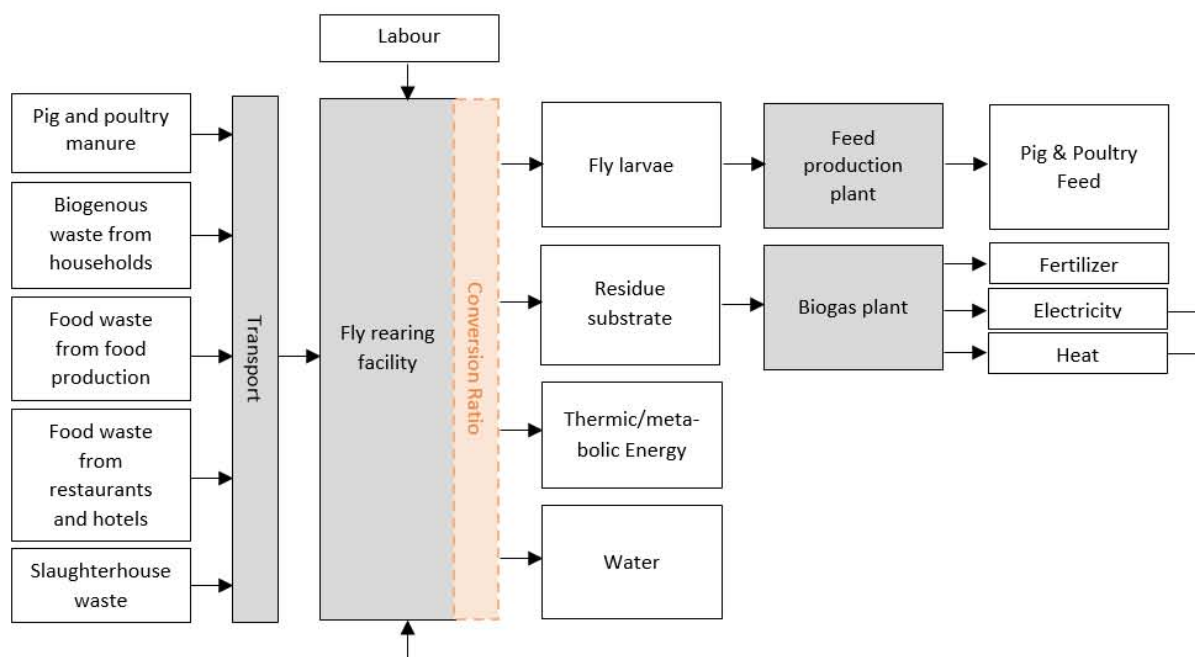 Labour
Pig and poultry
manure
Biogenous
waste from
households
Food waste
from food
production
Food waste
from
restaurants
and hotels
Slaughterhouse
waste
Transport
Fly rearing
facility
Conversion Ratio
Fly larvae
Feed
production
plant
Pig & Poultry
Feed
Residue
substrate
Biogas plant
Fertilizer
Electricity
Heat
Thermic/meta-
bolic Energy
Water